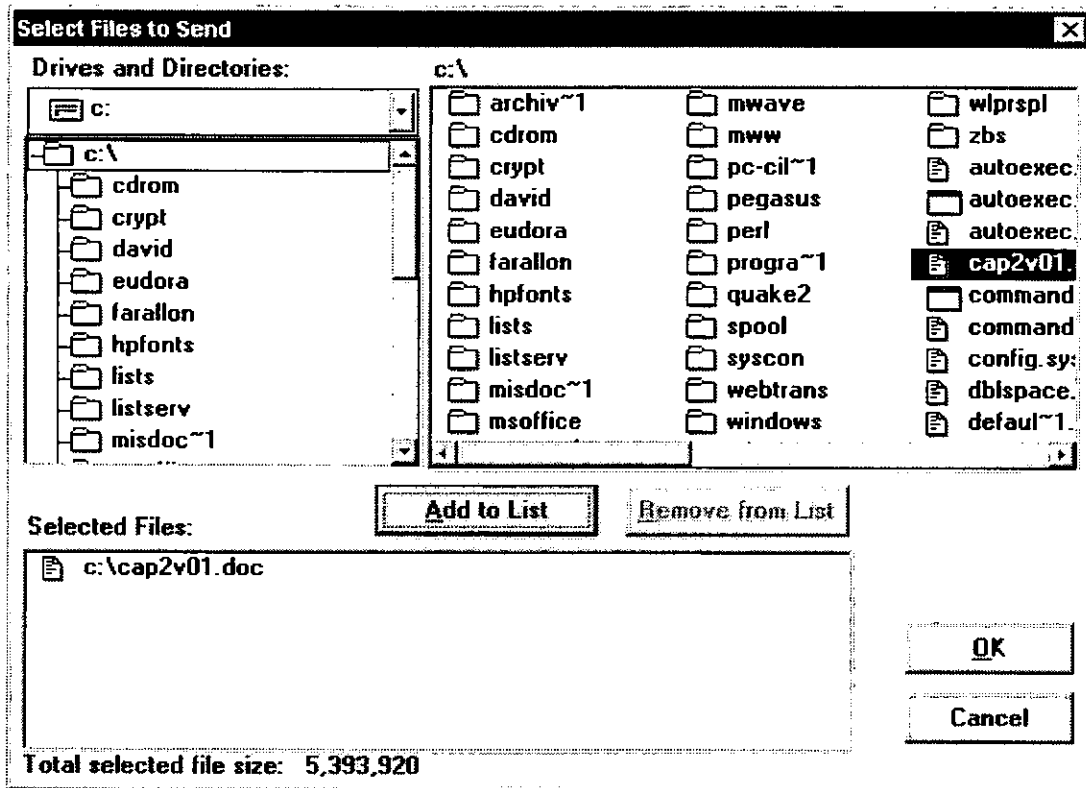 Select Files to Send
Drives and Directories:
c:\
c:
c:\
cdrom
crypt
david
eudora
farallon
hpfonts
lists
listserv
misdoc~1
archiv~1
cdrom
crypt
david
eudora
farallon
hpfonts
lists
listserv
misdoc~1
msoffice
mwave
mww
pc-cil~1
pegasus
perl
progra~1
quake2
spool
syscon
webtrans
windows
wlprspl
zbs
autoexec.
autoexec.
autoexec.
cap2v01.
command
command
config.sy
dblspace.
defaul~1.
Add to List
Remove from List
Selected Files:
c:\cap2v01.doc
OK
Cancel
Total selected file size: 5,393,920